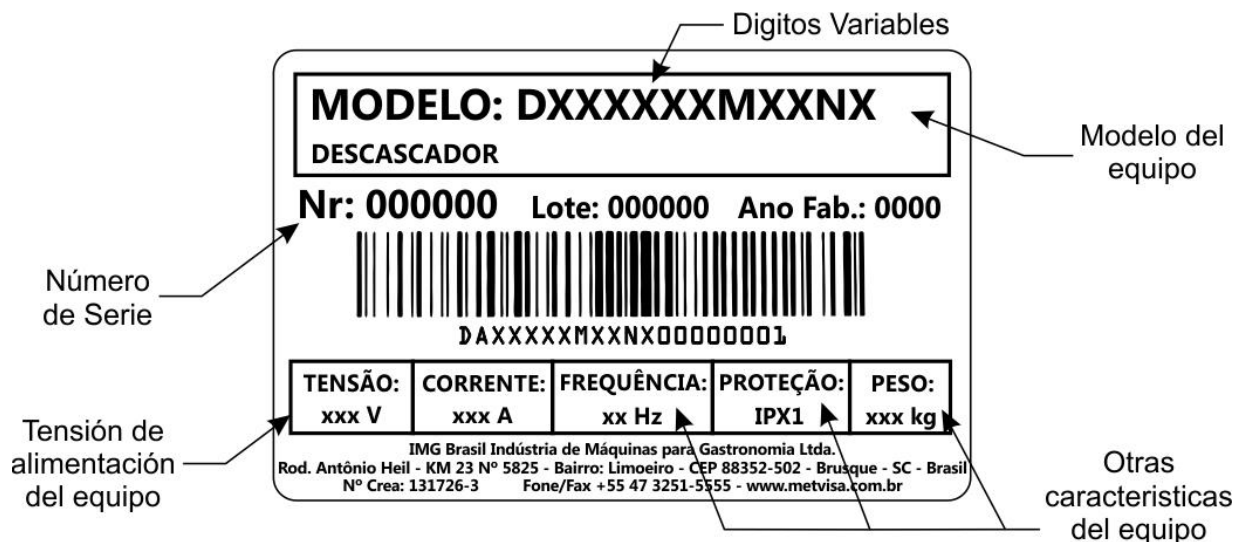 Digitos Variables
MODELO: DXXXXXXMXXNX
DESCASCADOR
Modelo del
equipo
Nr: 000000 Lote: 000000 Ano Fab.: 0000
Número
de Serie
DAXXXXXMXXNX00000001
TENSÃO: CORRENTE: FREQUÊNCIA: PROTEÇÃO: PESO:
xxx V xxx A xx Hz IPX1 xxx kg
Tensión de
alimentación
del equipo
IMG Brasil Indústria de Máquinas para Gastronomia Ltda.
Rod. Antônio Heil - KM 23 Nº 5825 - Bairro: Limoeiro - CEP 88352-502 - Brusque - SC - Brasil
Nº Crea: 131726-3 Fone/Fax +55 47 3251-5555 - www.metvisa.com.br
Otras
caracteristicas
del equipo